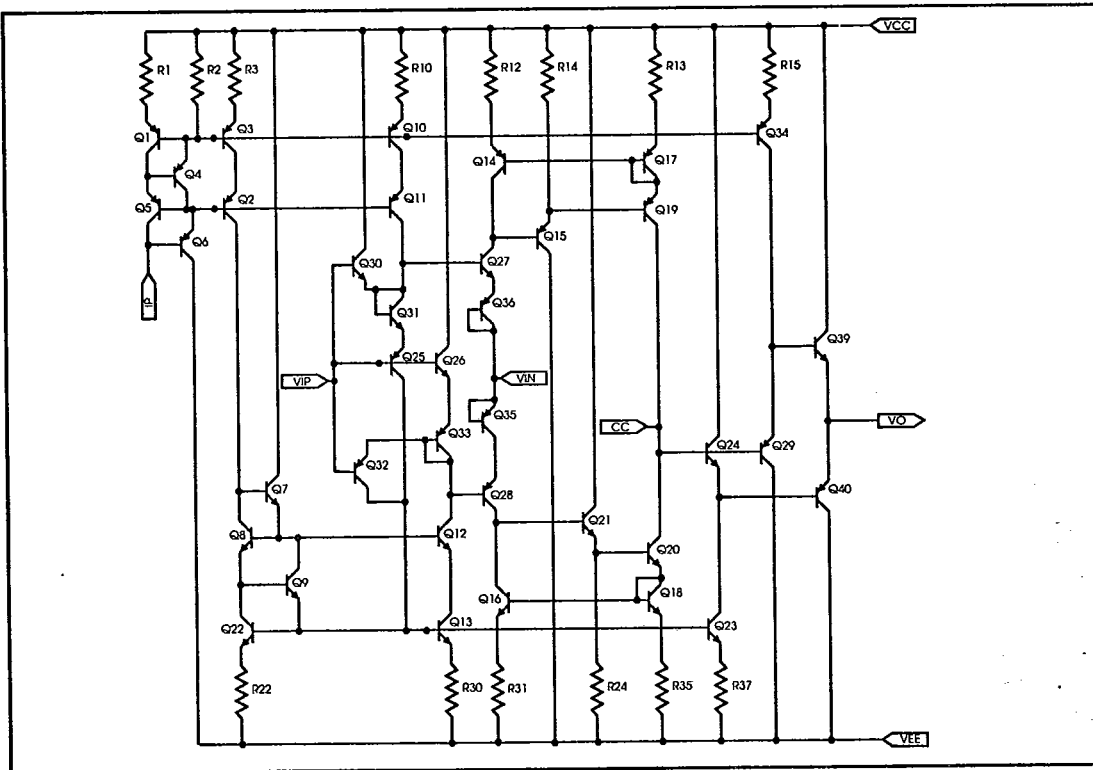 VCC
R1 R2 R3 R10 R12 R14 R13 R15
Q1 Q3 Q10 Q34
Q4 Q14 Q17
Q5 Q2 Q11 Q19
Q6 Q15
Q30 Q27
IP Q31 Q36
Q25 Q26 Q39
VIP VIN
Q35
Q33 CC VO
Q32 Q24 Q29
Q7 Q28 Q40
Q8 Q12 Q21 Q20
Q9 Q16 Q18
Q22 Q13 Q23
R22 R30 R31 R24 R35 R37
VEE